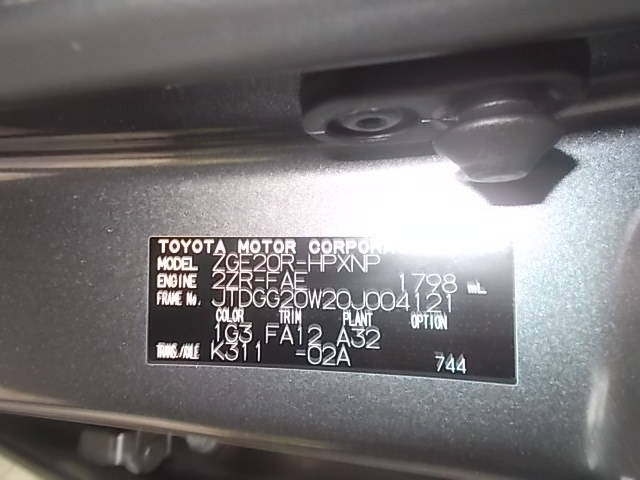 TOYOTA MOTOR CORPORA
MODEL ZGE20R-HPXNP
ENGINE 2ZR-FAE 1798 mL
FRAME No. JTDGG20W20J004121
COLOR TRIM PLANT OPTION
1G3 FA12 A32
TRANS./AXLE K311 -02A 744